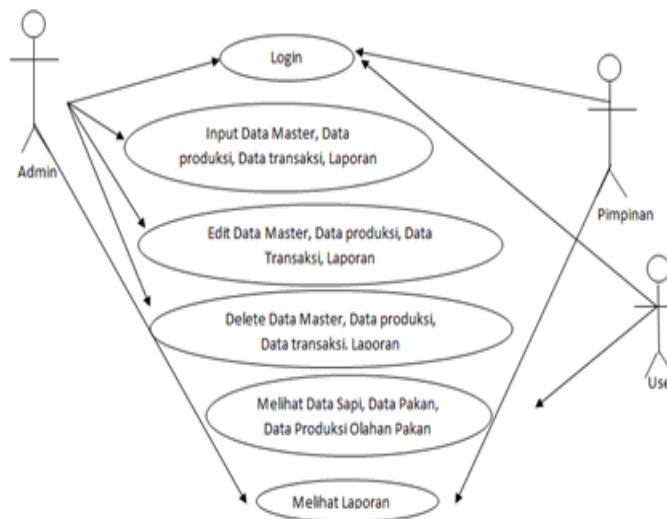 Login
Admin
Input Data Master, Data
produksi, Data transaksi, Laporan
Pimpinan
Edit Data Master, Data produksi, Data
Transaksi, Laporan
Delete Data Master, Data produksi,
Data transaksi. Laporan
Use
Melihat Data Sapi, Data Pakan,
Data Produksi Olahan Pakan
Melihat Laporan